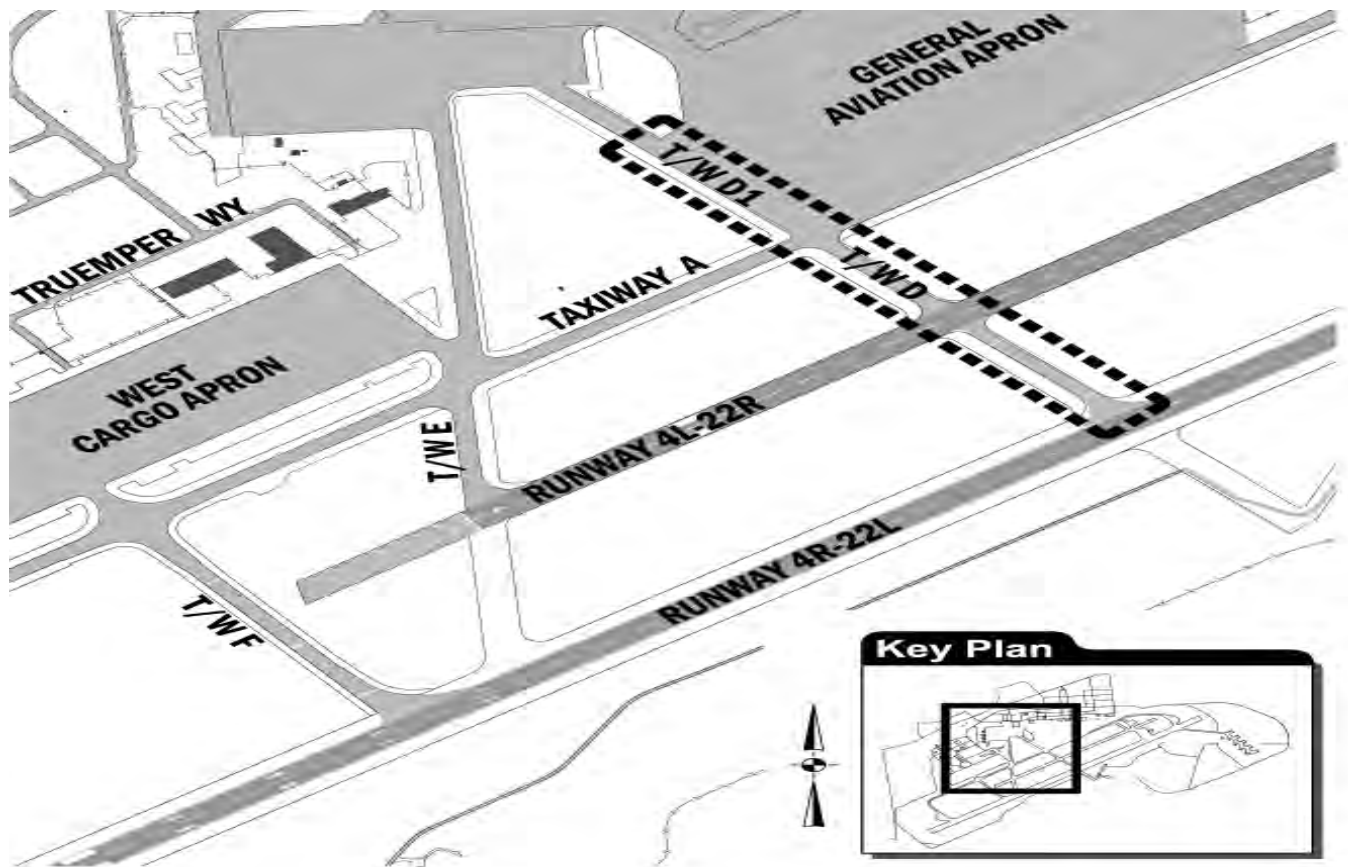 GENERAL
AVIATION APRON
T/W D1
TRUEMPER WY
T/W D
TAXIWAY A
WEST
CARGO APRON
T/W E
RUNWAY 4L-22R
RUNWAY 4R-22L
T/W F
Key Plan